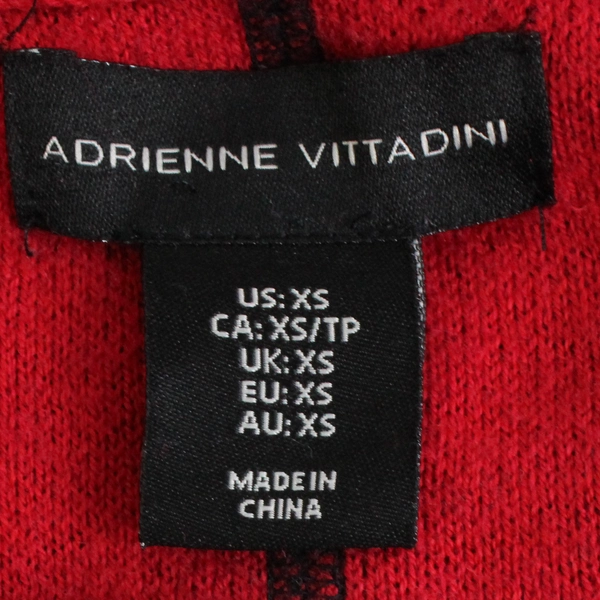 ADRIENNE VITTADINI
US: XS
CA: XS/TP
UK: XS
EU: XS
AU: XS
MADE IN
CHINA